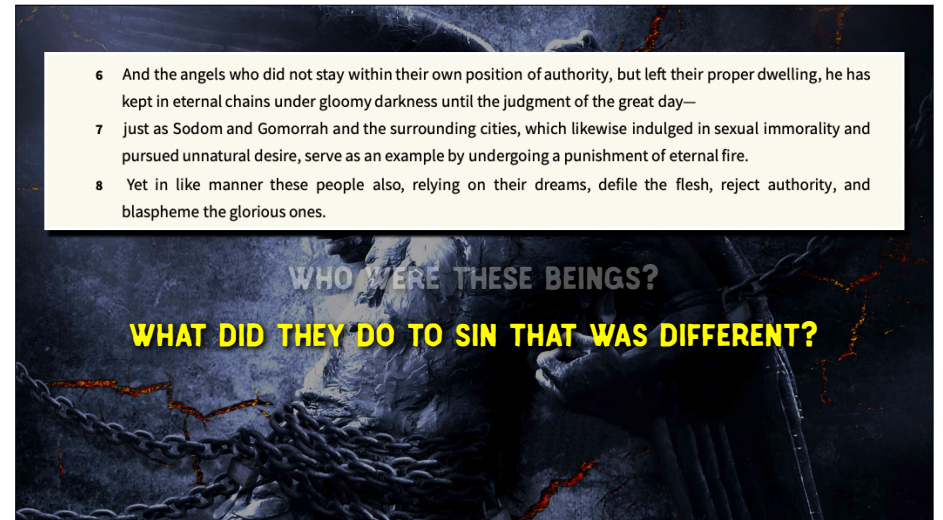 6 And the angels who did not stay within their own position of authority, but left their proper dwelling, he has
kept in eternal chains under gloomy darkness until the judgment of the great day—
7 just as Sodom and Gomorrah and the surrounding cities, which likewise indulged in sexual immorality and
pursued unnatural desire, serve as an example by undergoing a punishment of eternal fire.
8 Yet in like manner these people also, relying on their dreams, defile the flesh, reject authority, and
blaspheme the glorious ones.
WHO WERE THESE BEINGS?
WHAT DID THEY DO TO SIN THAT WAS DIFFERENT?